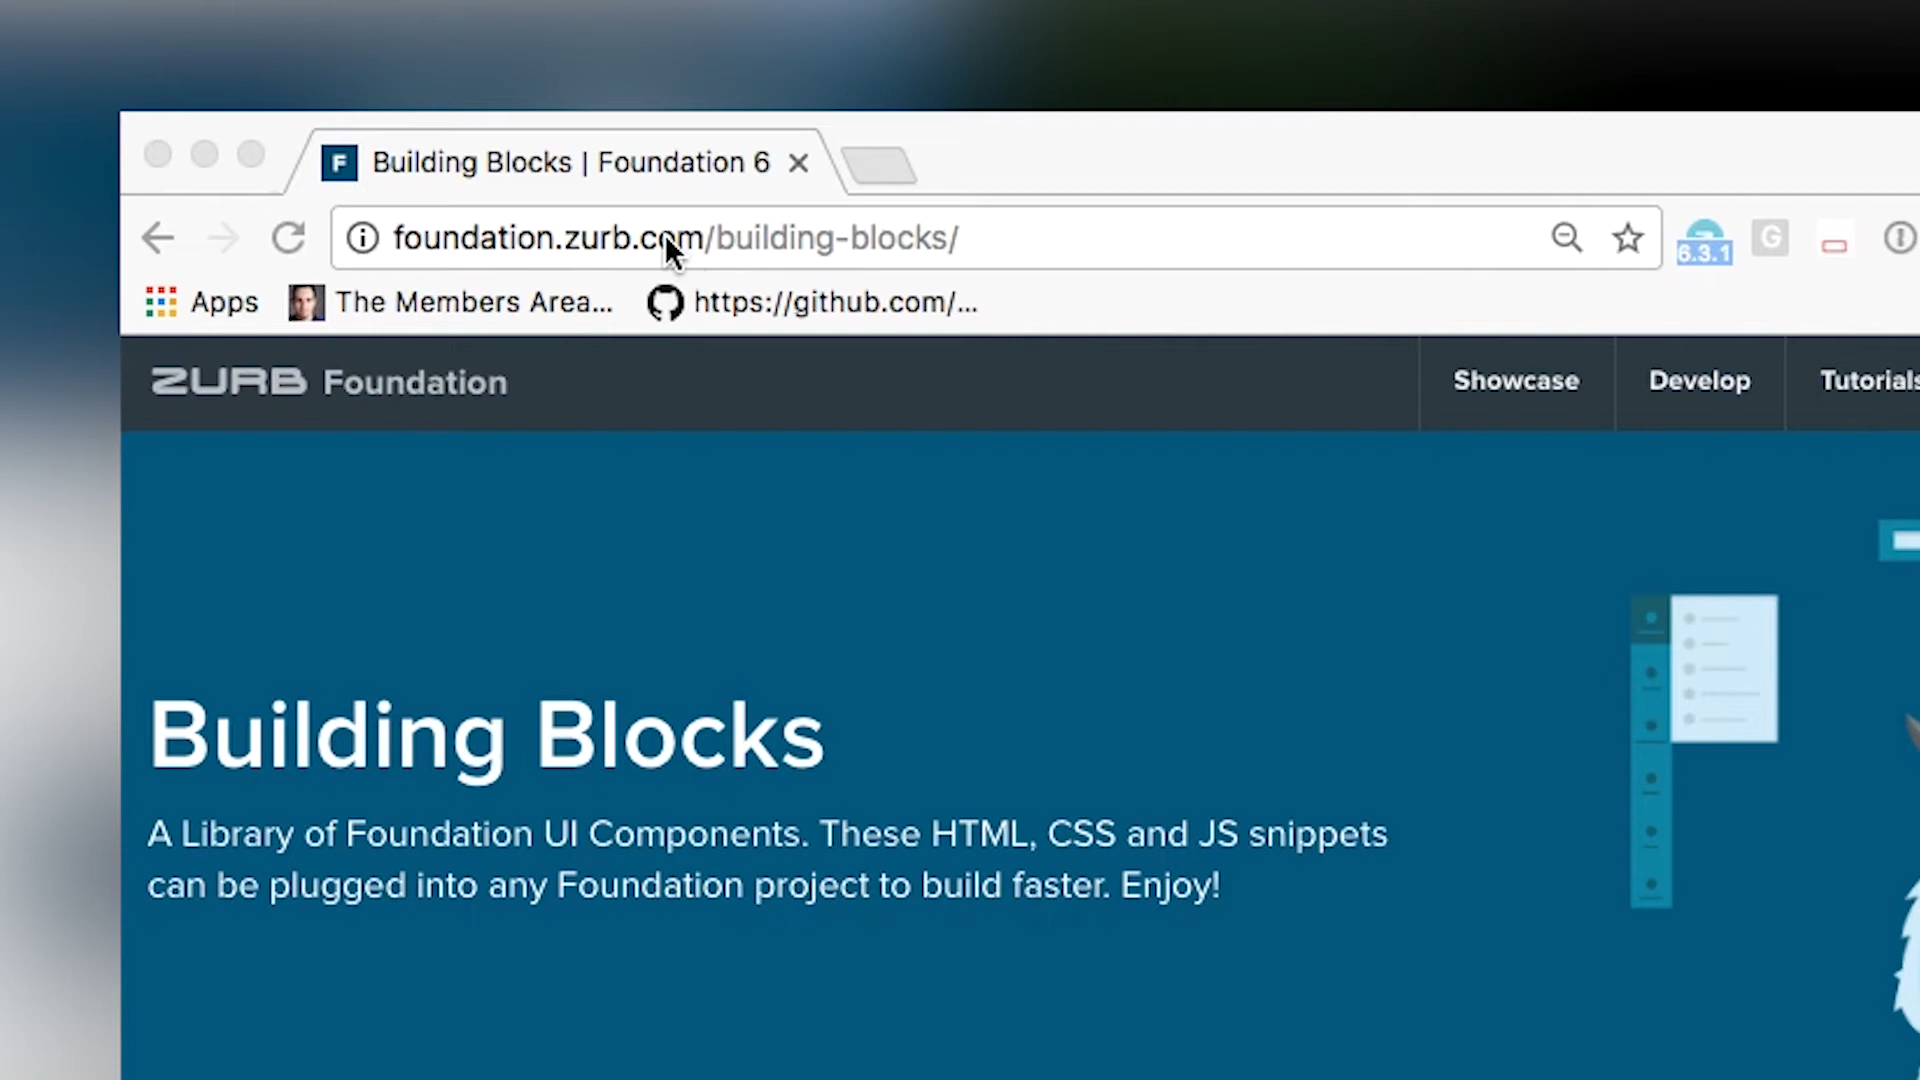 Building Blocks | Foundation 6
foundation.zurb.com/building-blocks/
6.3.1
G
Apps
The Members Area...
https://github.com/...
ZURB Foundation
Showcase
Develop
Tutorials
Building Blocks
A Library of Foundation UI Components. These HTML, CSS and JS snippets
can be plugged into any Foundation project to build faster. Enjoy!